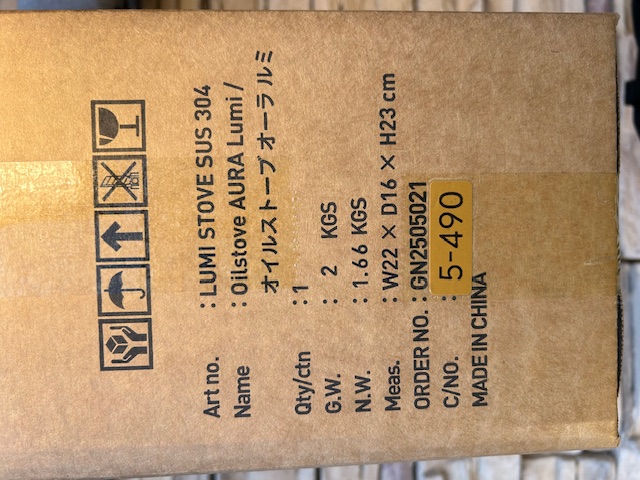 Art no. : LUMI STOVE SUS 304
Name : Oilstove AURA Lumi /
オイルストーブ オーラ ルミ
Qty/ctn : 1
G.W. : 2 KGS
N.W. : 1.66 KGS
Meas. : W22 × D16 × H23 cm
ORDER NO. : GN2505021
C/NO. : 5-490
MADE IN CHINA